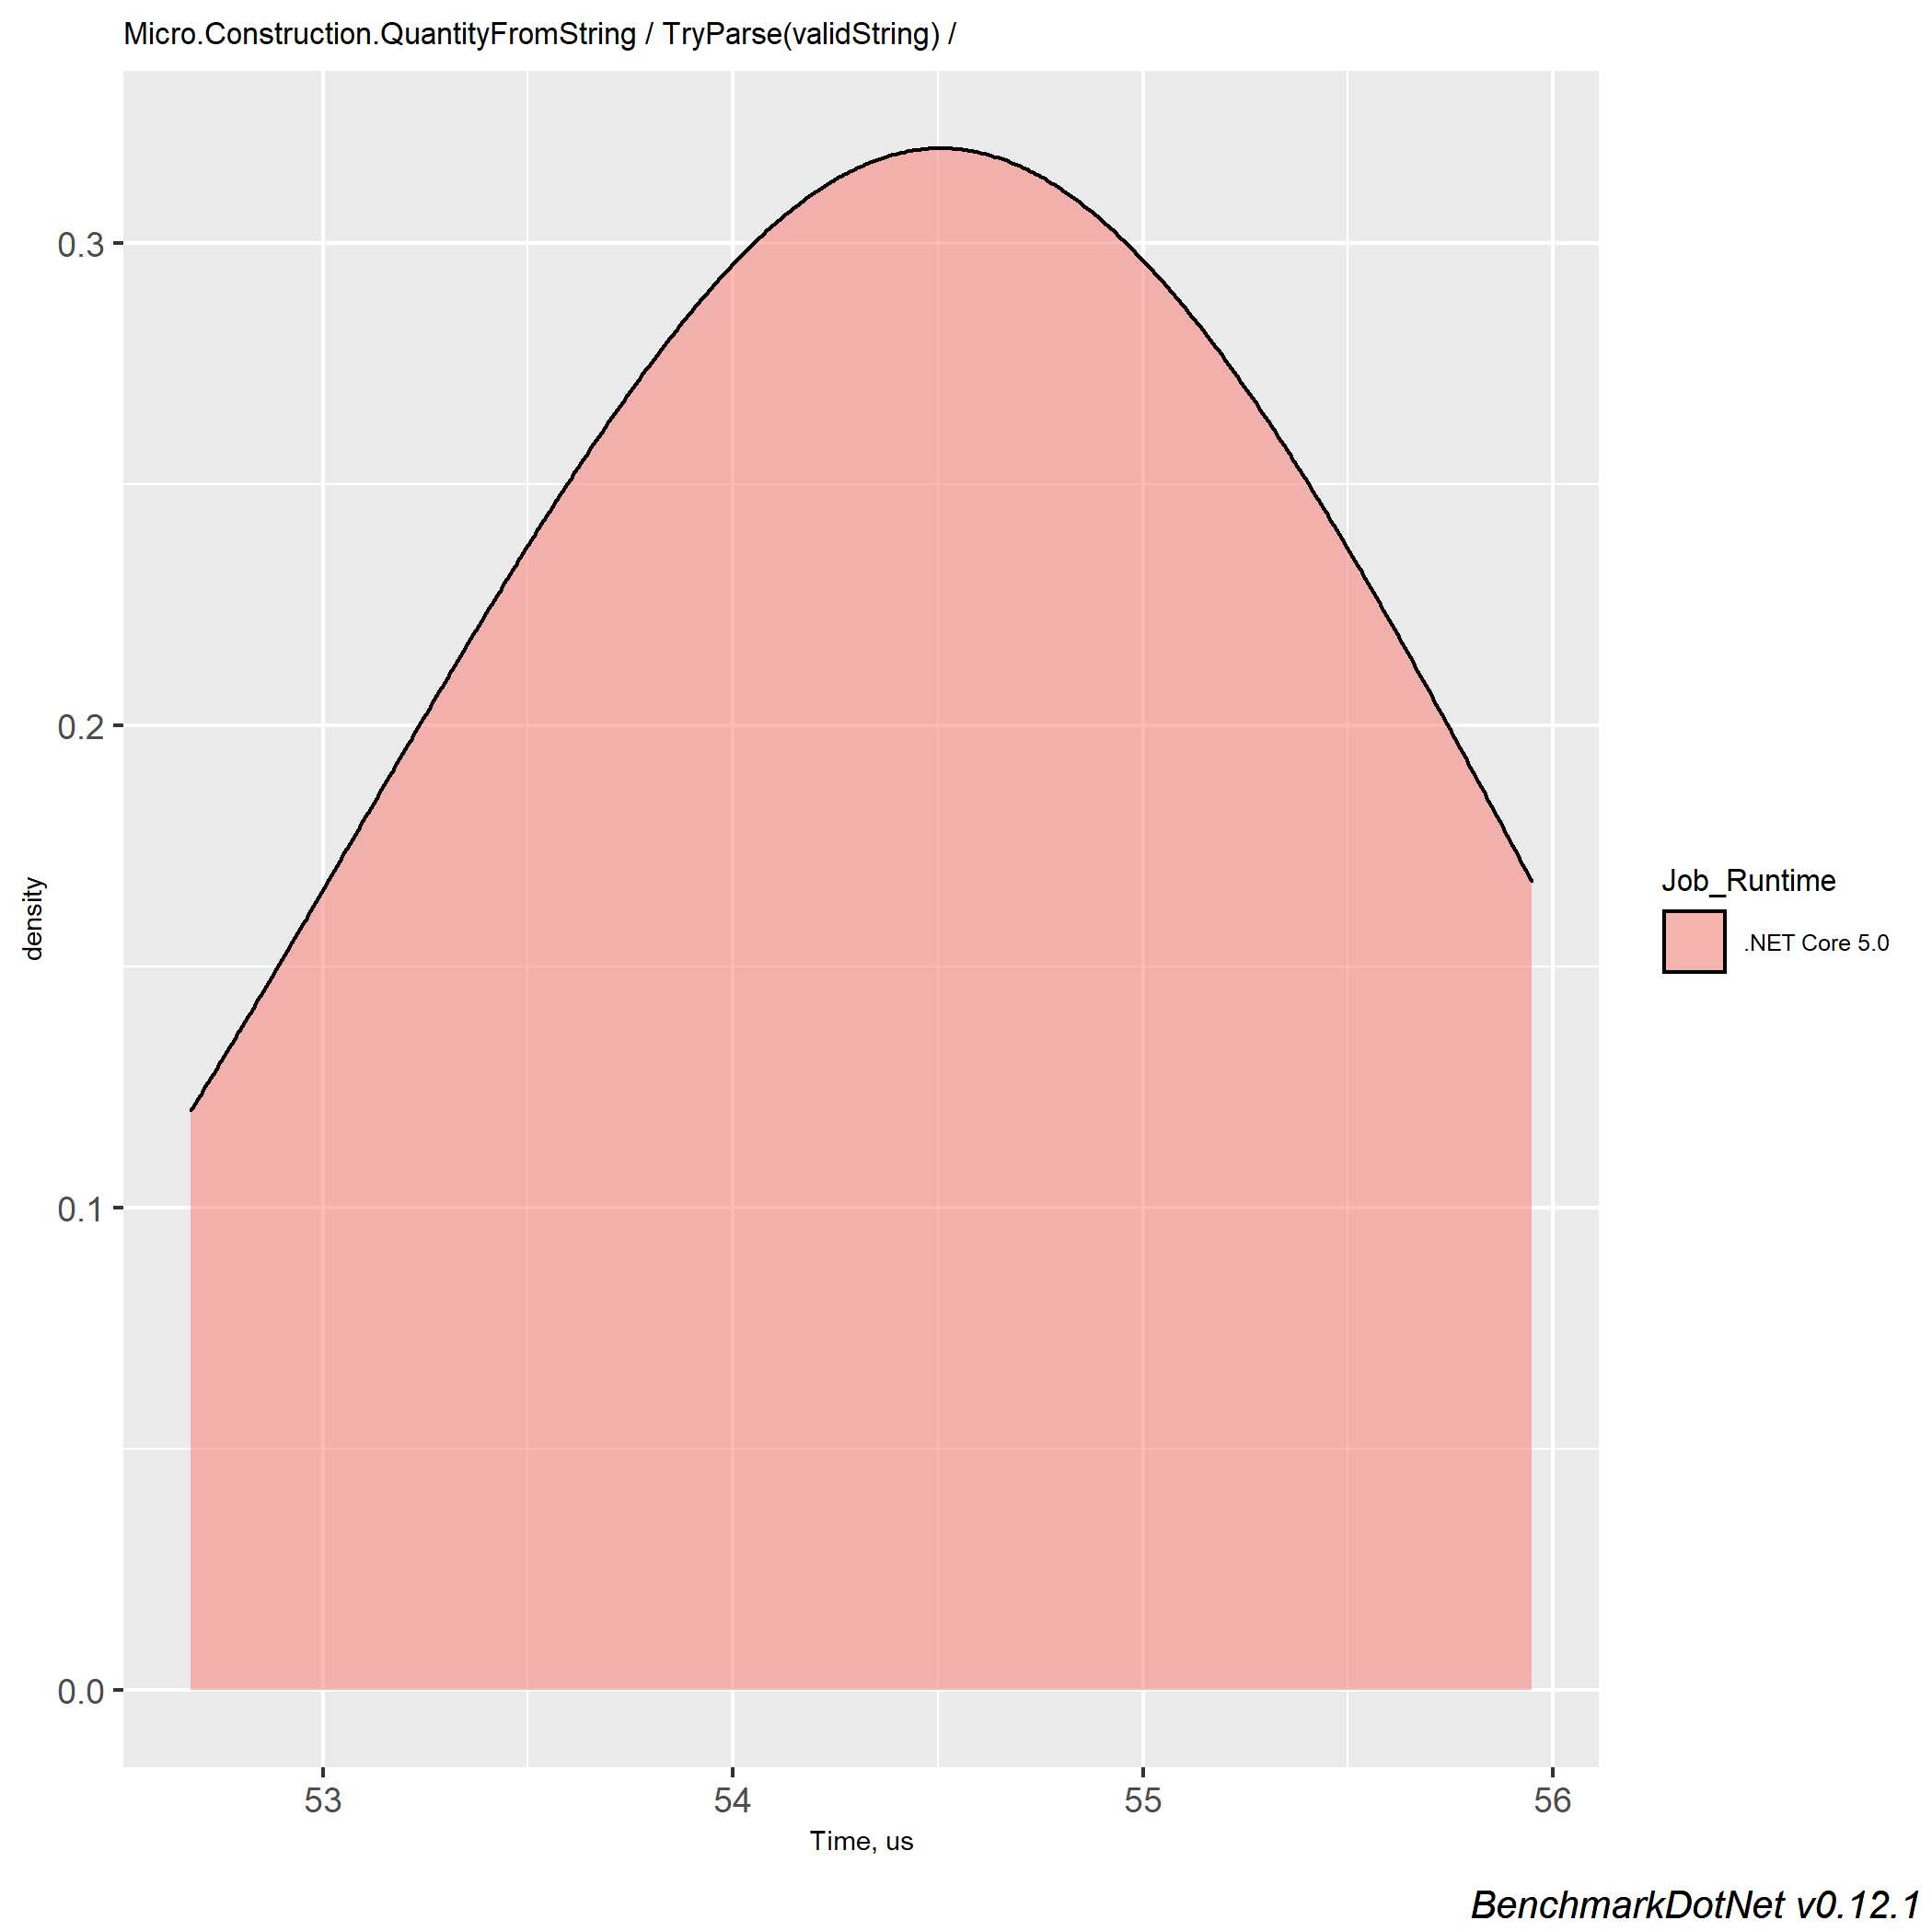 Micro.Construction.QuantityFromString / TryParse(validString) /
0.3
0.2
0.1
0.0
density
53 54 55 56
Time, us
Job_Runtime
.NET Core 5.0
BenchmarkDotNet v0.12.1